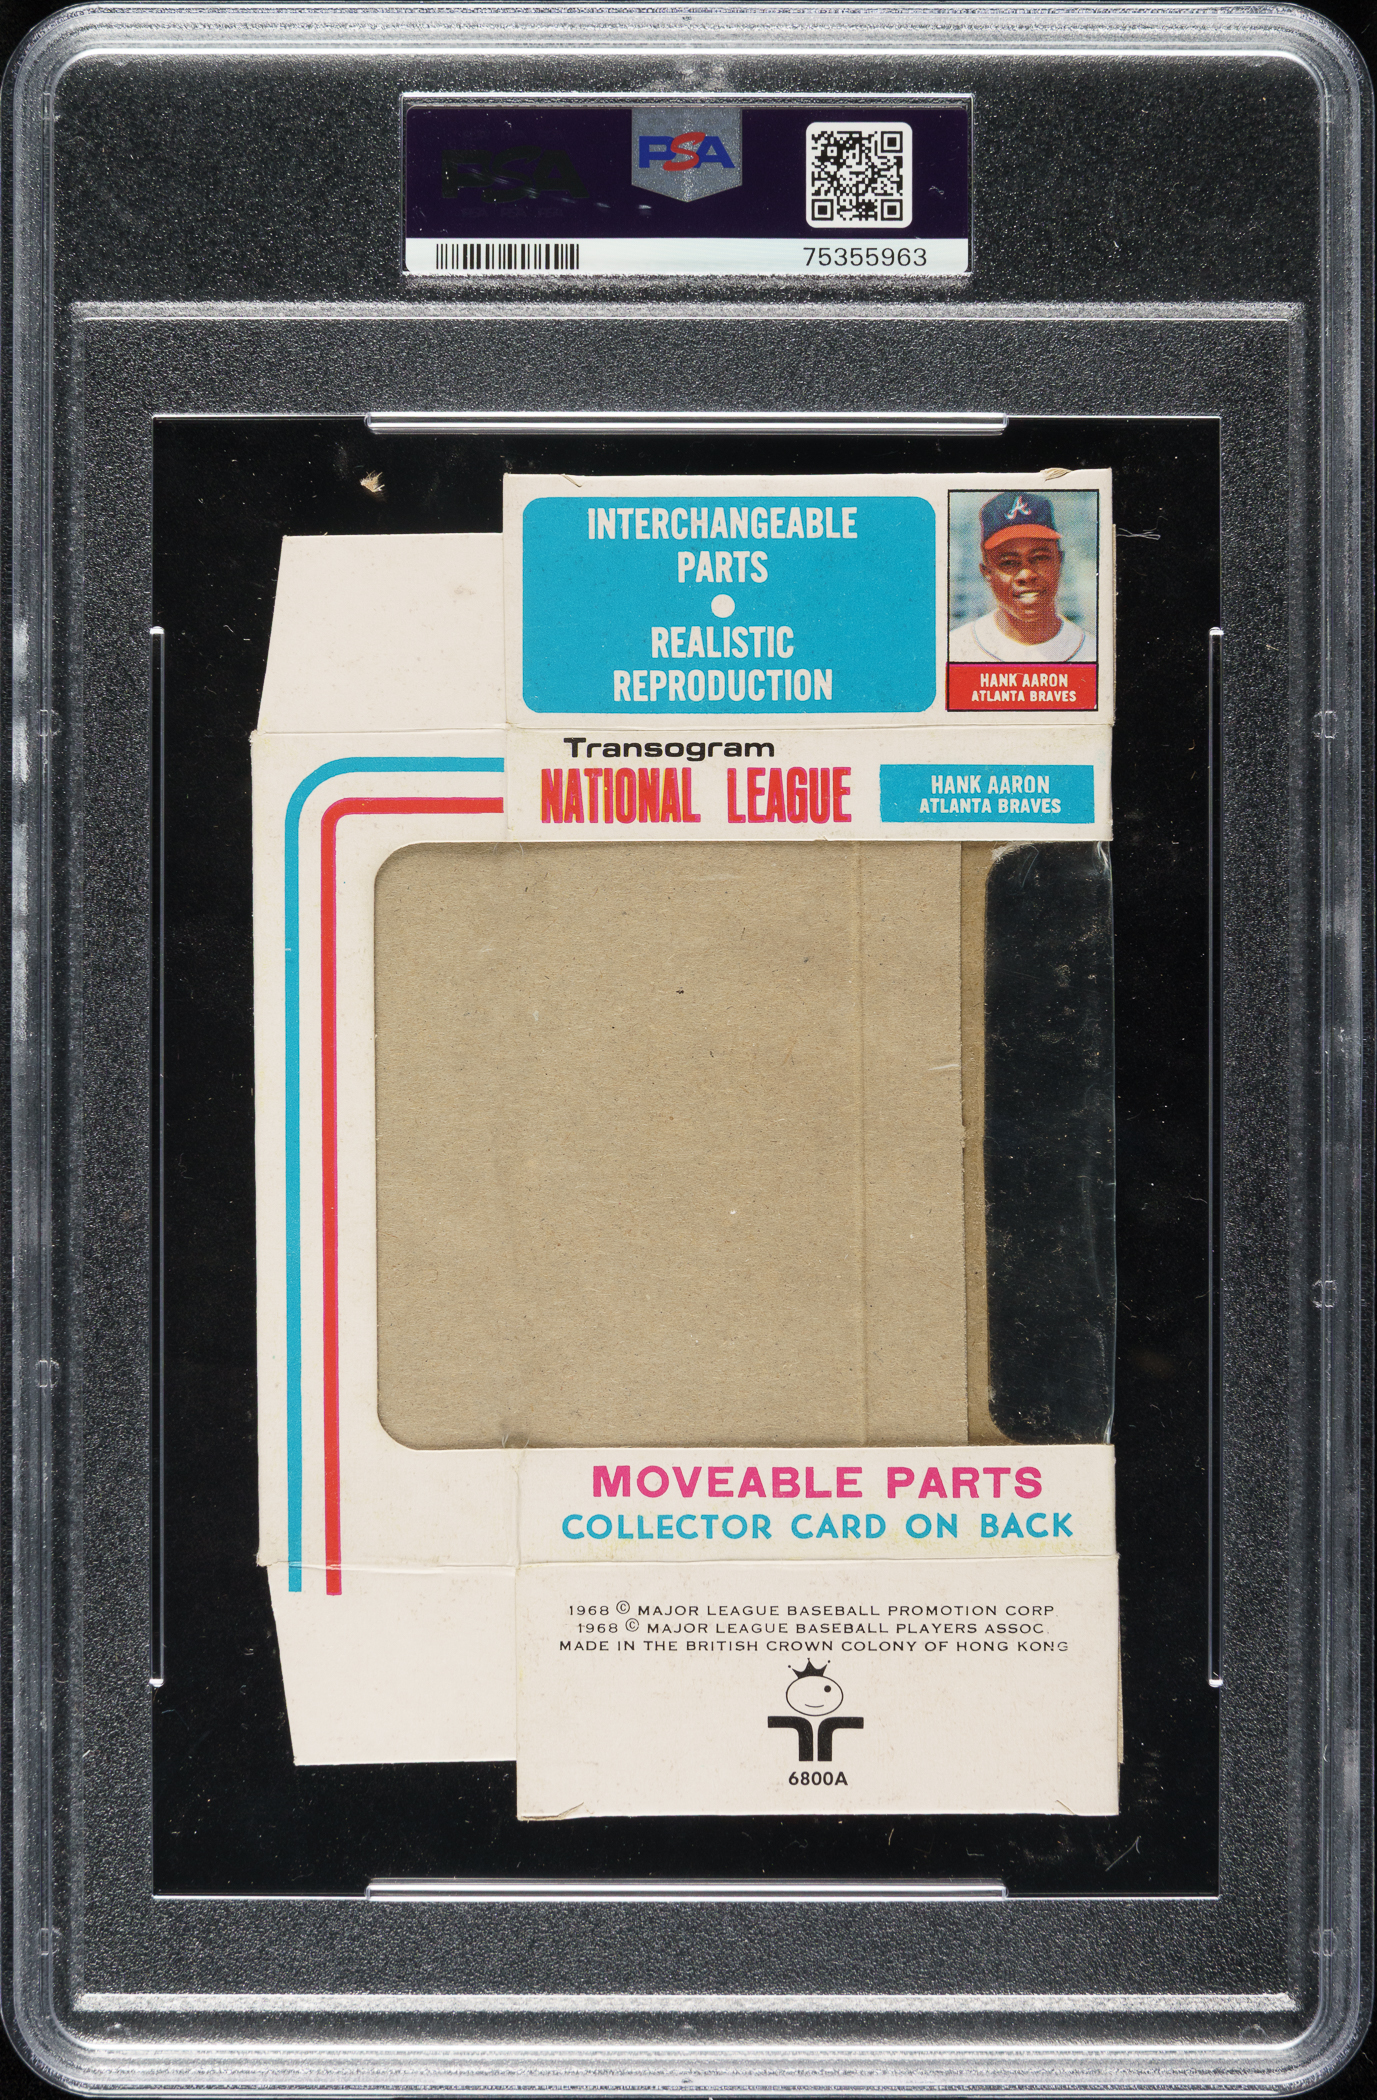 PSA
PSA
75355963
INTERCHANGEABLE
PARTS
REALISTIC
REPRODUCTION
A
HANK AARON
ATLANTA BRAVES
Transogram
NATIONAL LEAGUE
HANK AARON
ATLANTA BRAVES
MOVEABLE PARTS
COLLECTOR CARD ON BACK
1968 © MAJOR LEAGUE BASEBALL PROMOTION CORP
1968 © MAJOR LEAGUE BASEBALL PLAYERS ASSOC.
MADE IN THE BRITISH CROWN COLONY OF HONG KONG
6800A